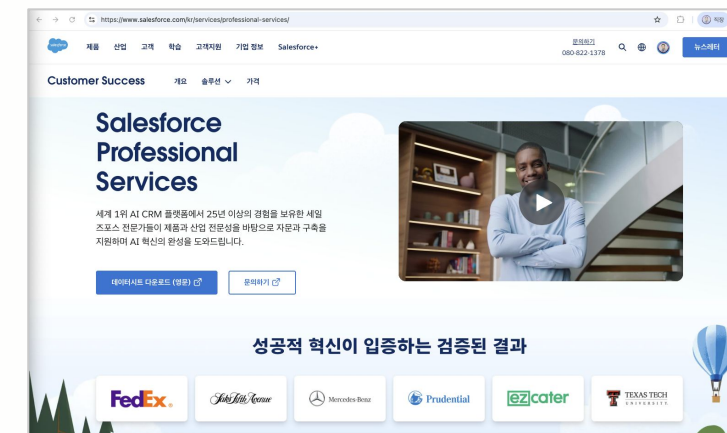 https://www.salesforce.com/kr/services/professional-services/
직장
salesforce
제품 산업 고객 학습 고객지원 기업 정보 Salesforce+
문의하기
080-822-1378
뉴스레터
Customer Success 개요 솔루션 가격
Salesforce
Professional
Services
세계 1위 AI CRM 플랫폼에서 25년 이상의 경험을 보유한 세일
즈포스 전문가들이 제품과 산업 전문성을 바탕으로 자문과 구축을
지원하며 AI 혁신의 완성을 도와드립니다.
데이터시트 다운로드 (영문) 문의하기
성공적 혁신이 입증하는 검증된 결과
FedEx. Saks Fifth Avenue Mercedes-Benz Prudential ezcater TEXAS TECH
UNIVERSITY.